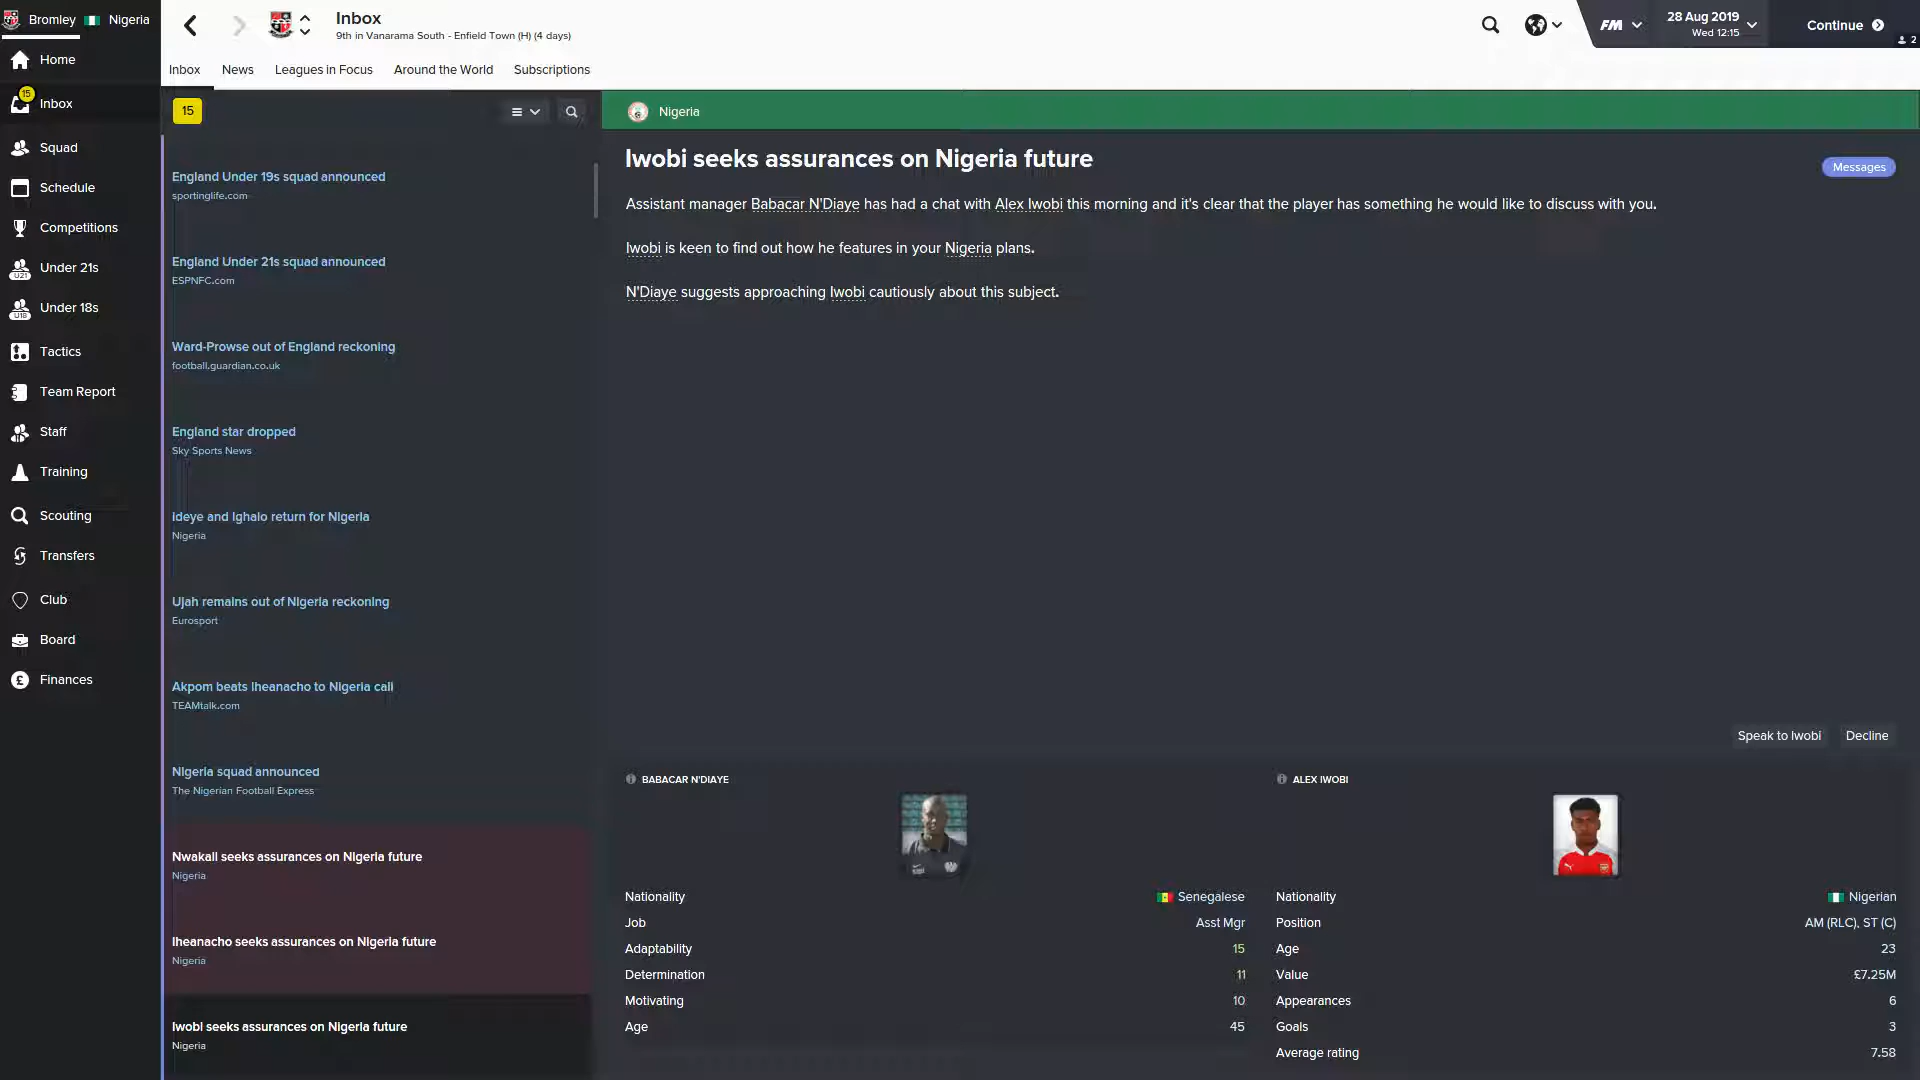 Bromley
Nigeria
Home
15
Inbox
Squad
Schedule
Competitions
U21
Under 21s
U18
Under 18s
Tactics
Team Report
Staff
Training
Scouting
Transfers
Club
Board
Finances
Inbox
9th in Vanarama South - Enfield Town (H) (4 days)
FM
28 Aug 2019
Wed 12:15
Continue
2
Inbox
News
Leagues in Focus
Around the World
Subscriptions
15
England Under 19s squad announced
sportinglife.com
England Under 21s squad announced
ESPNFC.com
Ward-Prowse out of England reckoning
football.guardian.co.uk
England star dropped
Sky Sports News
Ideye and Ighalo return for Nigeria
Nigeria
Ujah remains out of Nigeria reckoning
Eurosport
Akpom beats Iheanacho to Nigeria call
TEAMtalk.com
Nigeria squad announced
The Nigerian Football Express
Nwakali seeks assurances on Nigeria future
Nigeria
Iheanacho seeks assurances on Nigeria future
Nigeria
Iwobi seeks assurances on Nigeria future
Nigeria
Nigeria
Iwobi seeks assurances on Nigeria future
Messages
Assistant manager Babacar N'Diaye has had a chat with Alex Iwobi this morning and it's clear that the player has something he would like to discuss with you.
Iwobi is keen to find out how he features in your Nigeria plans.
N'Diaye suggests approaching Iwobi cautiously about this subject.
Speak to Iwobi
Decline
BABACAR N'DIAYE
Nationality Senegalese
Job Asst Mgr
Adaptability 15
Determination 11
Motivating 10
Age 45
ALEX IWOBI
Nationality Nigerian
Position AM (RLC), ST (C)
Age 23
Value £7.25M
Appearances 6
Goals 3
Average rating 7.58